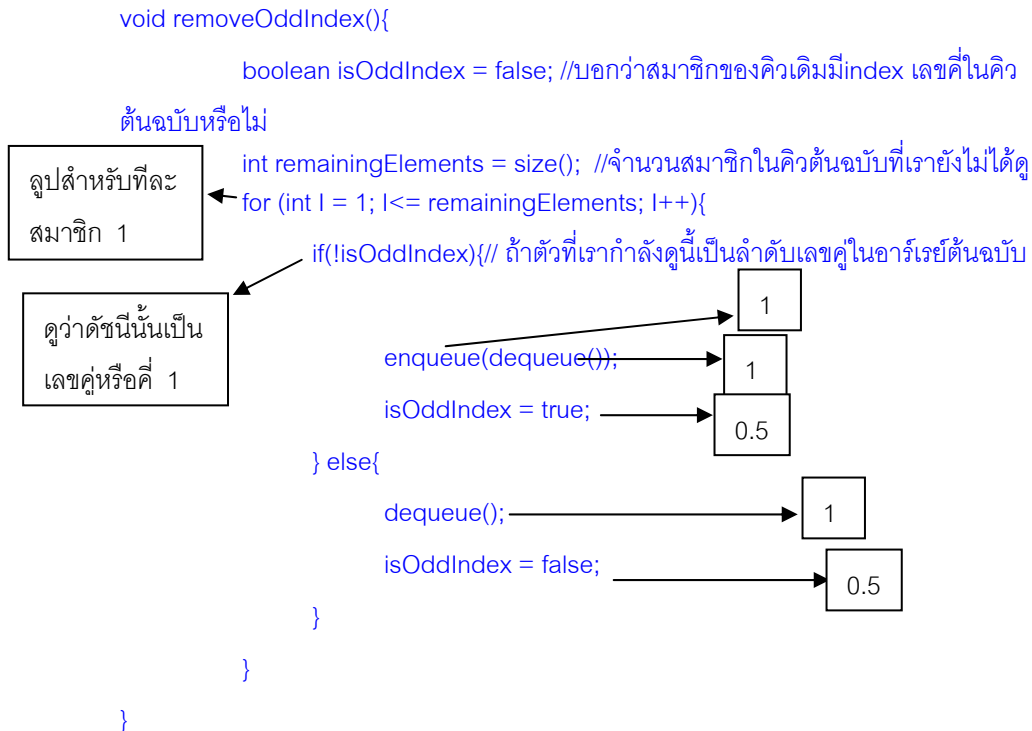 void removeOddIndex(){
boolean isOddIndex = false; //บอกว่าสมาชิกของคิวเดิมมีindex เลขคี่ในคิว
ต้นฉบับหรือไม่
int remainingElements = size(); //จำนวนสมาชิกในคิวต้นฉบับที่เรายังไม่ได้ดู
ลูปสำหรับทีละ
สมาชิก 1
for (int I = 1; I<= remainingElements; I++){
if(!isOddIndex){// ถ้าตัวที่เรากำลังดูนี้เป็นลำดับเลขคู่ในอาร์เรย์ต้นฉบับ
ดูว่าดัชนีนั้นเป็น
เลขคู่หรือคี่ 1
1
enqueue(dequeue());
1
isOddIndex = true;
0.5
} else{
dequeue();
1
isOddIndex = false;
0.5
}
}
}